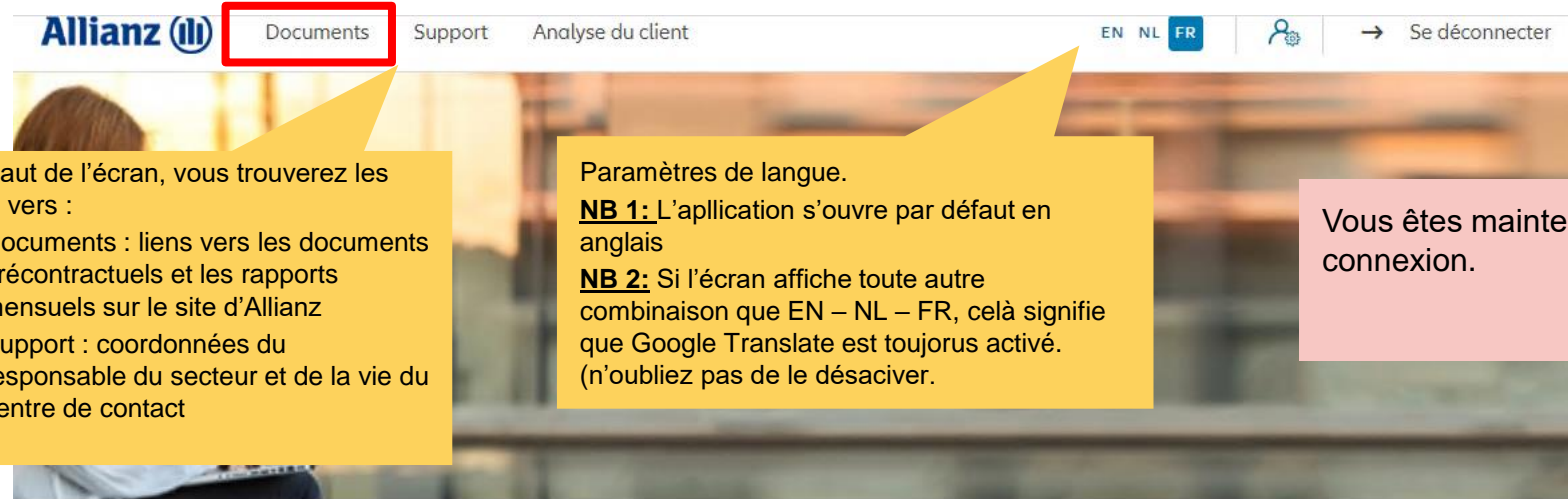 Allianz
Documents
Support
Analyse du client
EN NL FR
→ Se déconnecter
aut de l'écran, vous trouverez les
vers :
ocuments : liens vers les documents
récontractuels et les rapports
ensuels sur le site d'Allianz
upport : coordonnées du
esponsable du secteur et de la vie du
entre de contact
Paramètres de langue.
NB 1: L'apllication s'ouvre par défaut en
anglais
NB 2: Si l'écran affiche toute autre
combinaison que EN – NL – FR, celà signifie
que Google Translate est toujorus activé.
(n'oubliez pas de le désaciver.
Vous êtes mainte
connexion.